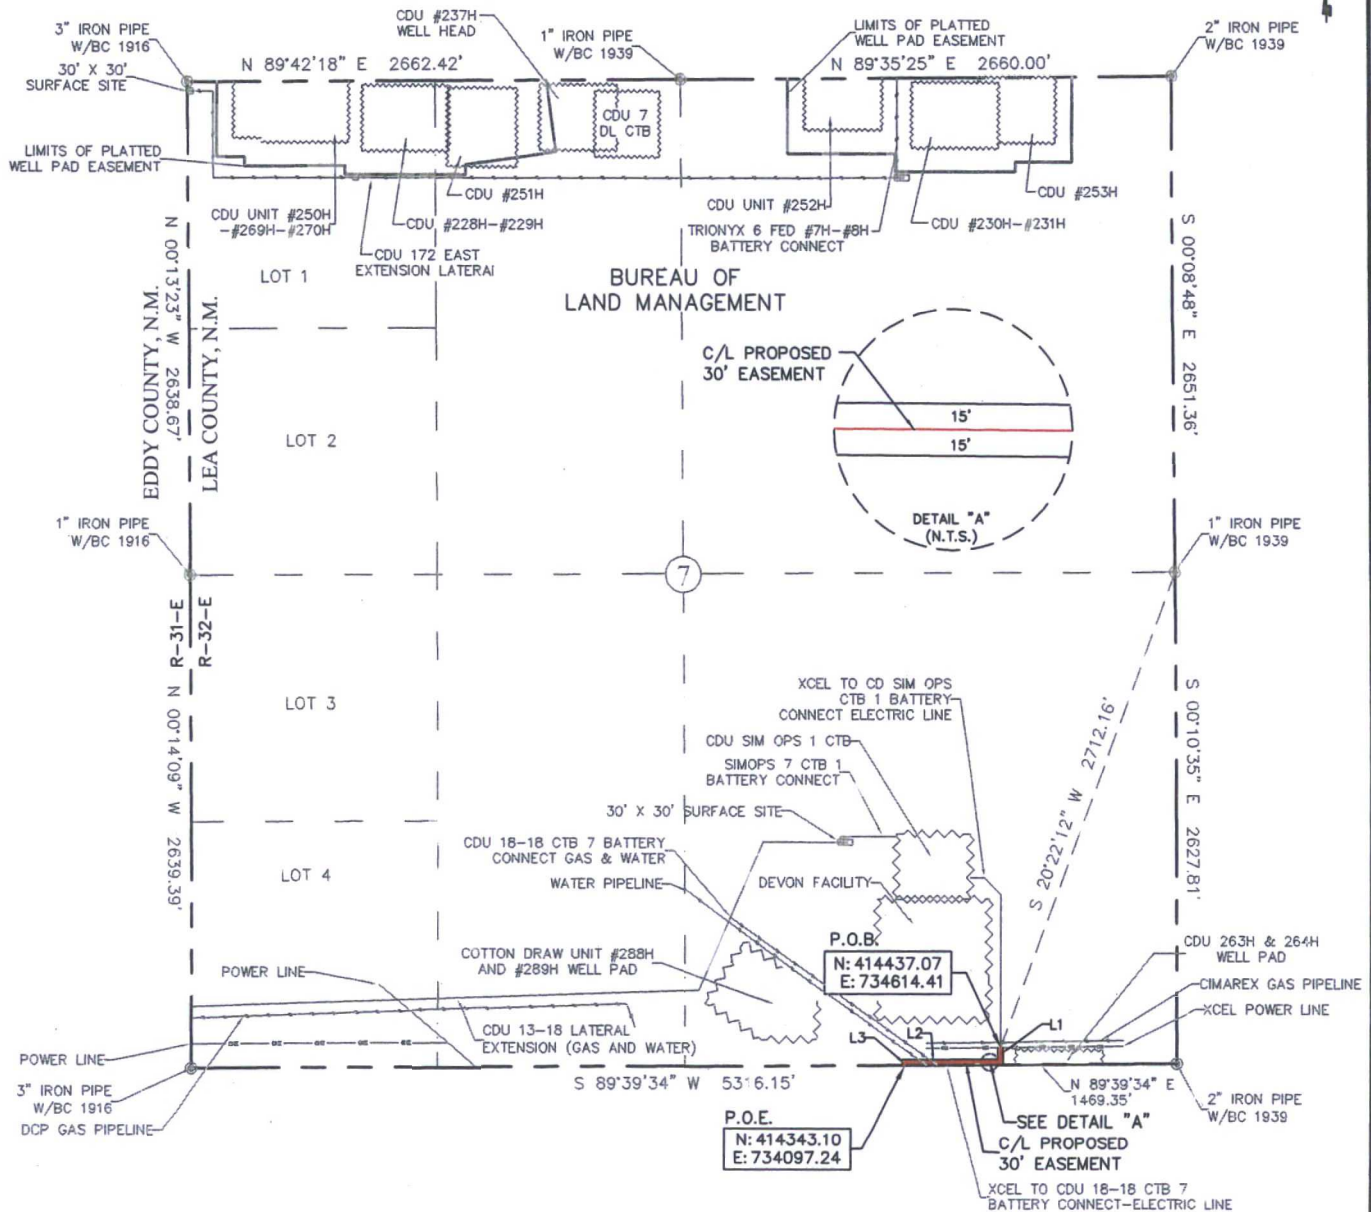 3" IRON PIPE
W/BC 1916
30' X 30'
SURFACE SITE
N 89°42'18" E 2662.42'
CDU #237H
WELL HEAD
1" IRON PIPE
W/BC 1939
LIMITS OF PLATTED
WELL PAD EASEMENT
N 89°35'25" E 2660.00'
2" IRON PIPE
W/BC 1939
CDU 7
DL CTB
LIMITS OF PLATTED
WELL PAD EASEMENT
CDU UNIT #250H
-#269H-#270H
CDU #251H
CDU #228H-#229H
CDU 172 EAST
EXTENSION LATERAL
CDU UNIT #252H
TRIONYX 6 FED #7H-#8H
BATTERY CONNECT
CDU #253H
CDU #230H-#231H
N 00°13'23" W 2638.67'
EDDY COUNTY, N.M.
LEA COUNTY, N.M.
LOT 1
BUREAU OF
LAND MANAGEMENT
S 00°08'48" E 2651.36'
C/L PROPOSED
30' EASEMENT
15'
15'
DETAIL "A"
(N.T.S.)
LOT 2
1" IRON PIPE
W/BC 1916
7
1" IRON PIPE
W/BC 1939
R-31-E
R-32-E
N 00°14'09" W 2639.39'
LOT 3
XCEL TO CD SIM OPS
CTB 1 BATTERY
CONNECT ELECTRIC LINE
CDU SIM OPS 1 CTB
SIMOPS 7 CTB 1
BATTERY CONNECT
30' X 30' SURFACE SITE
S 20°22'12" W 2712.16'
S 00°10'35" E 2627.81'
CDU 18-18 CTB 7 BATTERY
CONNECT GAS & WATER
WATER PIPELINE
DEVON FACILITY
LOT 4
P.O.B.
N: 414437.07
E: 734614.41
COTTON DRAW UNIT #288H
AND #289H WELL PAD
CDU 263H & 264H
WELL PAD
CIMAREX GAS PIPELINE
XCEL POWER LINE
POWER LINE
CDU 13-18 LATERAL
EXTENSION (GAS AND WATER)
L3
L2
L1
POWER LINE
3" IRON PIPE
W/BC 1916
DCP GAS PIPELINE
S 89°39'34" W 5316.15'
N 89°39'34" E
1469.35'
2" IRON PIPE
W/BC 1939
P.O.E.
N: 414343.10
E: 734097.24
SEE DETAIL "A"
C/L PROPOSED
30' EASEMENT
XCEL TO CDU 18-18 CTB 7
BATTERY CONNECT-ELECTRIC LINE